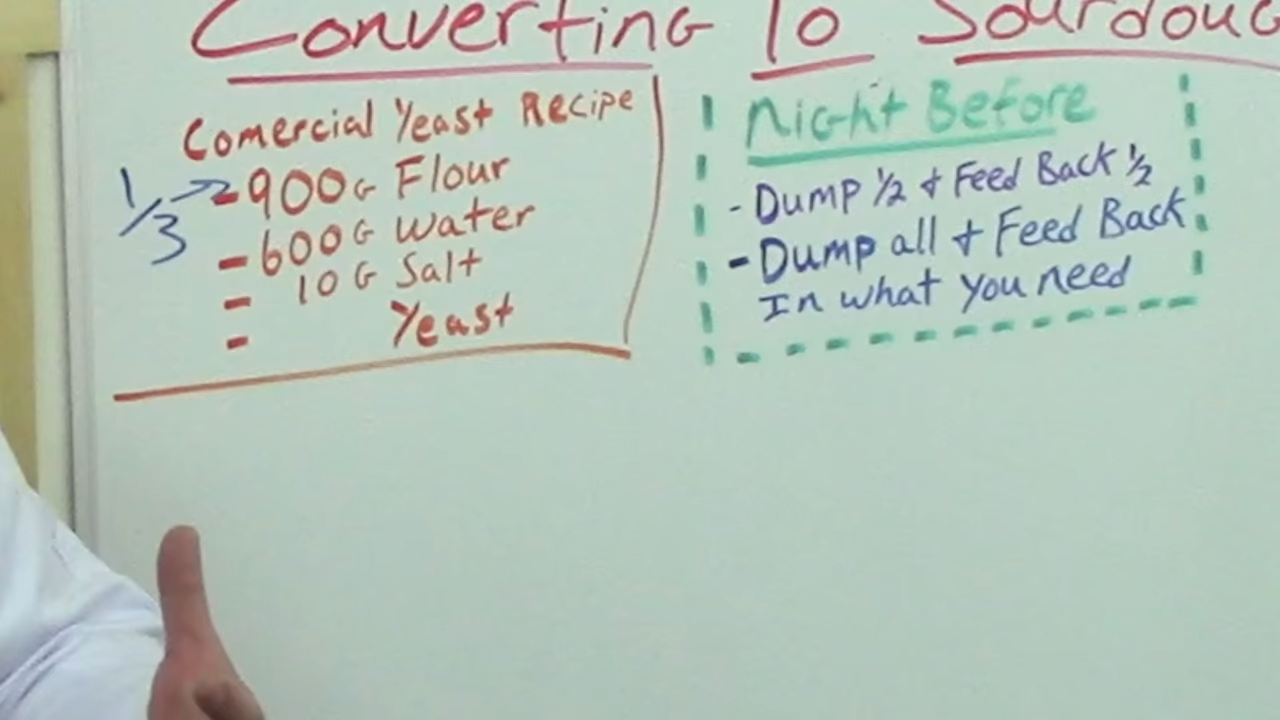 Converting To Sourdoug
Comercial Yeast Recipe
1/3 → - 900G Flour
- 600G Water
- 10G Salt
- Yeast
Night Before
- Dump 1/2 + Feed Back 1/2
- Dump all + Feed Back
In what you need